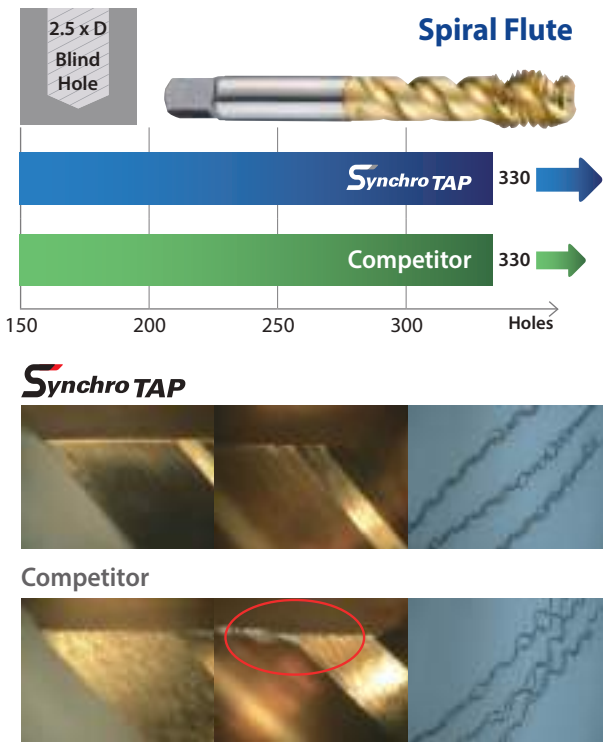 2.5 x D
Blind
Hole
Spiral Flute
Synchro TAP
330
Competitor
330
150
200
250
300
Holes
Synchro TAP
Competitor